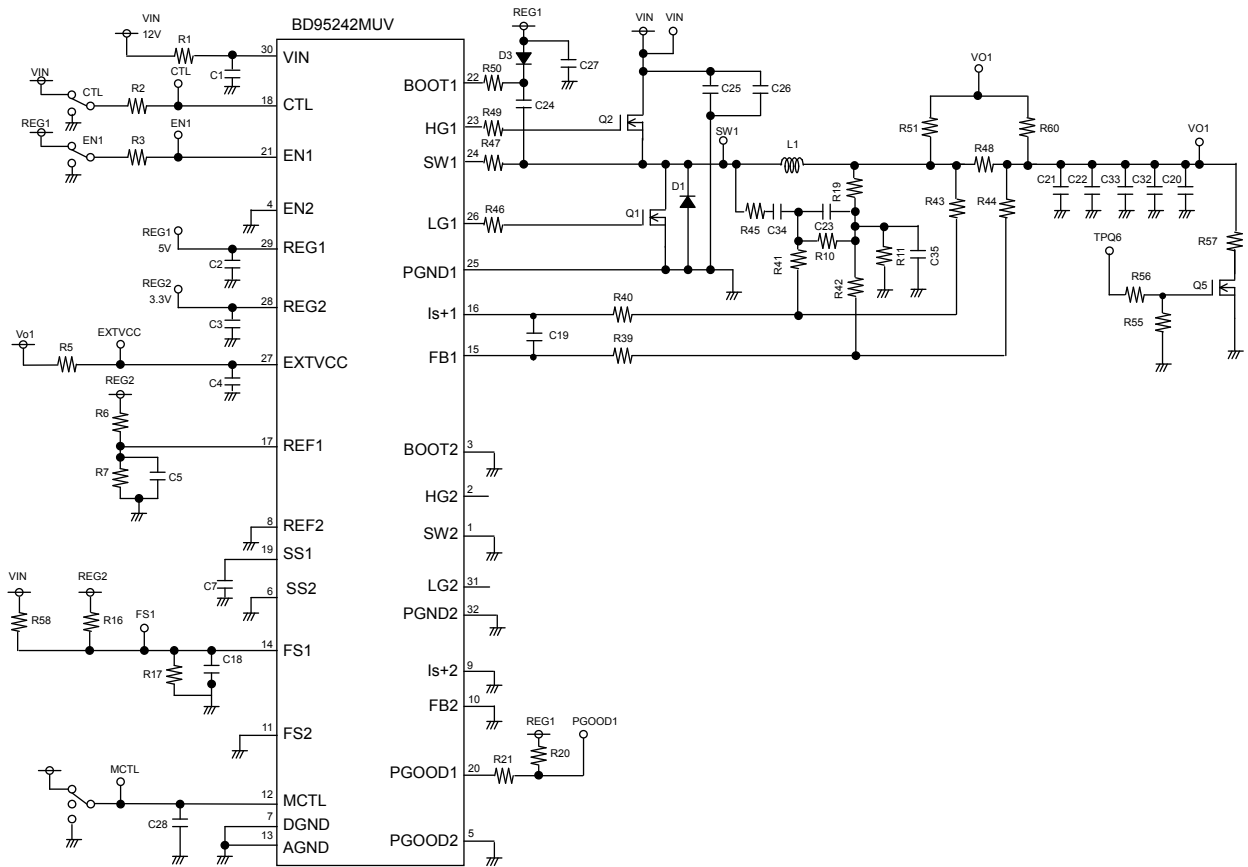 BD95242MUV
VIN
12V
R1
30
VIN
C1
VIN
CTL
R2
CTL
18
CTL
REG1
EN1
R3
EN1
21
EN1
4
EN2
REG1
5V
29
REG1
C2
REG2
3.3V
28
REG2
C3
Vo1
R5
EXTVCC
27
EXTVCC
C4
REG2
R6
17
REF1
R7
C5
8
REF2
19
SS1
C7
6
SS2
VIN
R58
REG2
R16
FS1
14
FS1
R17
C18
11
FS2
MCTL
12
MCTL
C28
7
DGND
13
AGND
REG1
D3
C27
BOOT1
22
R50
C24
VIN
VIN
C25
C26
HG1
23
R49
Q2
SW1
24
R47
SW1
L1
VO1
R51
R60
R48
VO1
LG1
26
R46
Q1
D1
R45
C34
C23
R19
R10
R41
R42
R11
C35
R43
R44
C21
C22
C33
C32
C20
R57
TPQ6
R56
R55
Q5
PGND1
25
Is+1
16
R40
C19
FB1
15
R39
BOOT2
3
HG2
2
SW2
1
LG2
31
PGND2
32
Is+2
9
FB2
10
REG1
R20
PGOOD1
PGOOD1
20
R21
PGOOD2
5